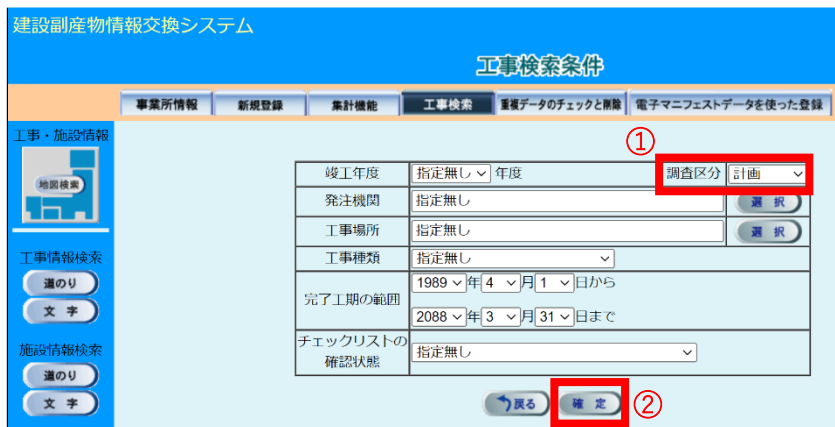 建設副産物情報交換システム
工事検索条件
事業所情報 新規登録 集計機能 工事検索 重複データのチェックと削除 電子マニフェストデータを使った登録
工事・施設情報
地図検索
工事情報検索
道のり
文 字
施設情報検索
道のり
文 字
①
竣工年度 指定無し 年度 調査区分 計画
発注機関 指定無し 選 択
工事場所 指定無し 選 択
工事種類 指定無し
完了工期の範囲 1989 年 4 月 1 日から
2088 年 3 月 31 日まで
チェックリストの
確認状態 指定無し
戻る 確 定 ②